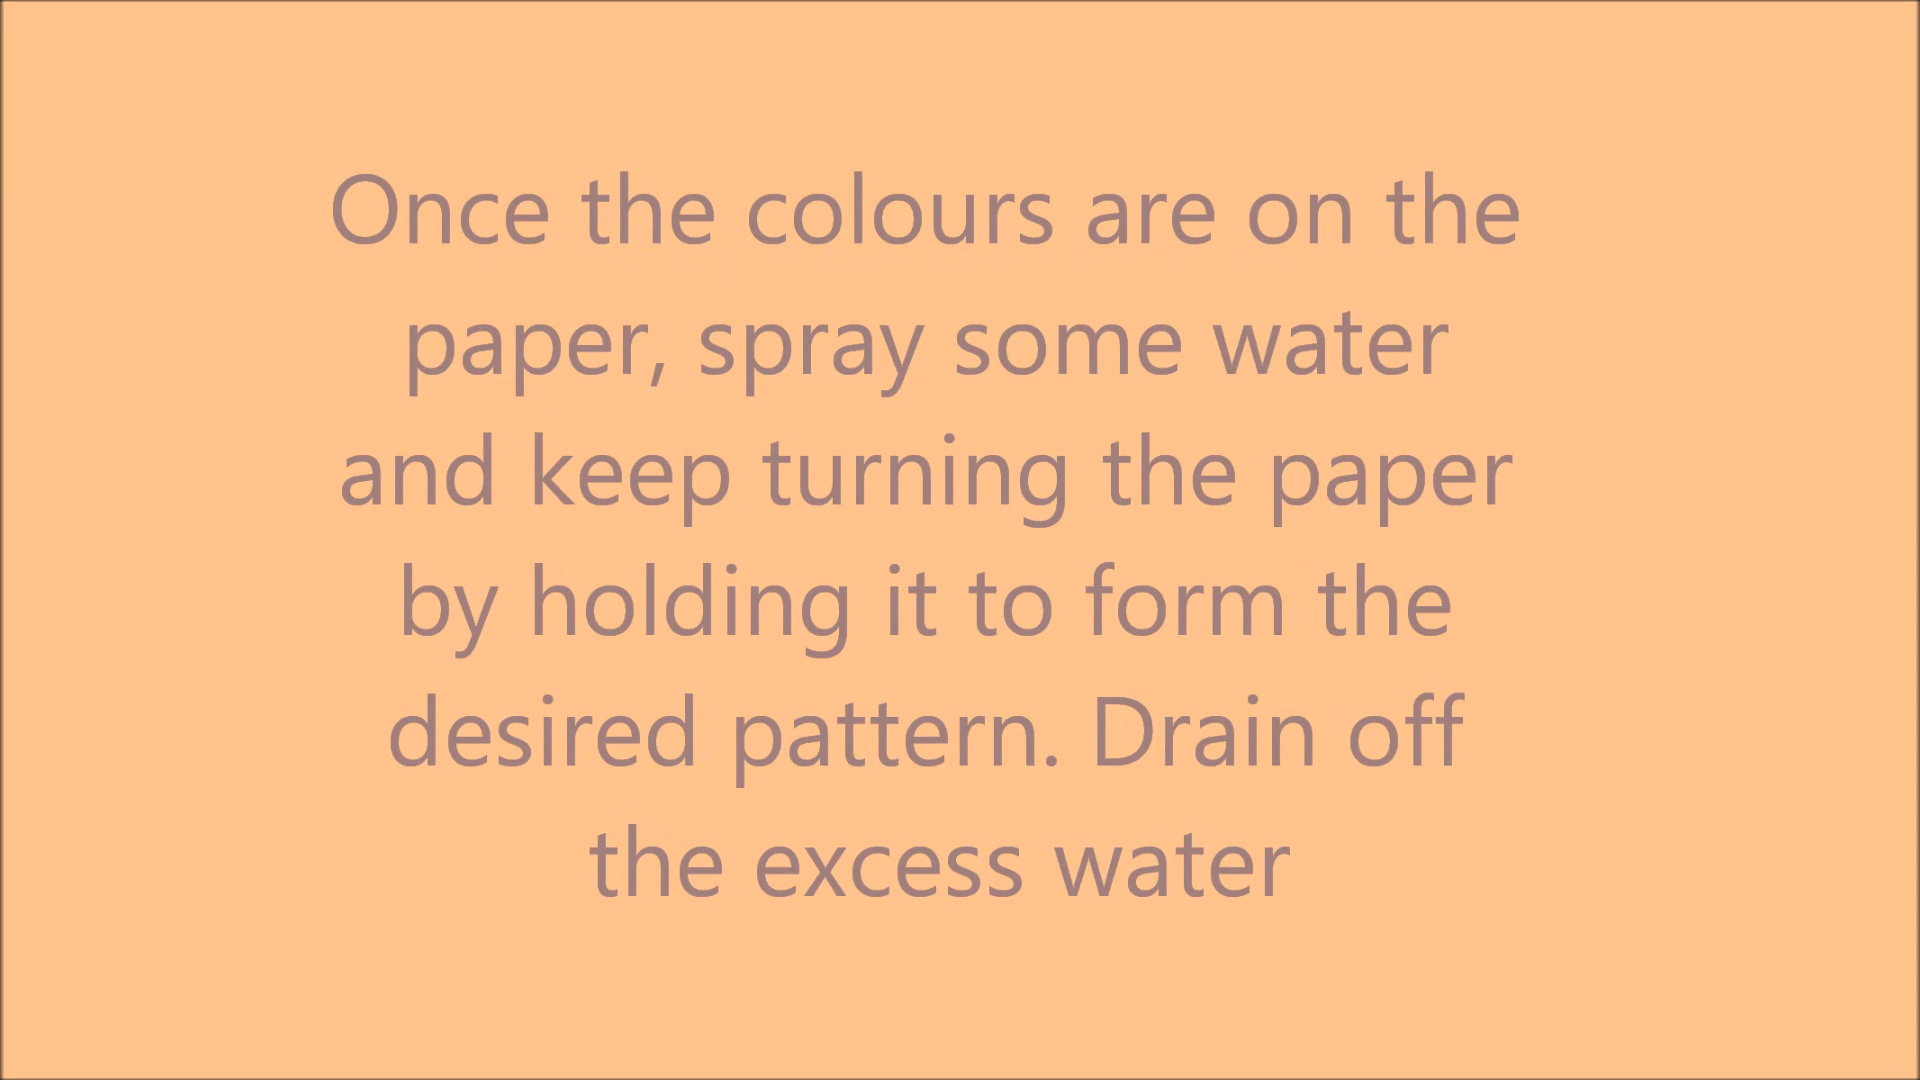 Once the colours are on the
paper, spray some water
and keep turning the paper
by holding it to form the
desired pattern. Drain off
the excess water